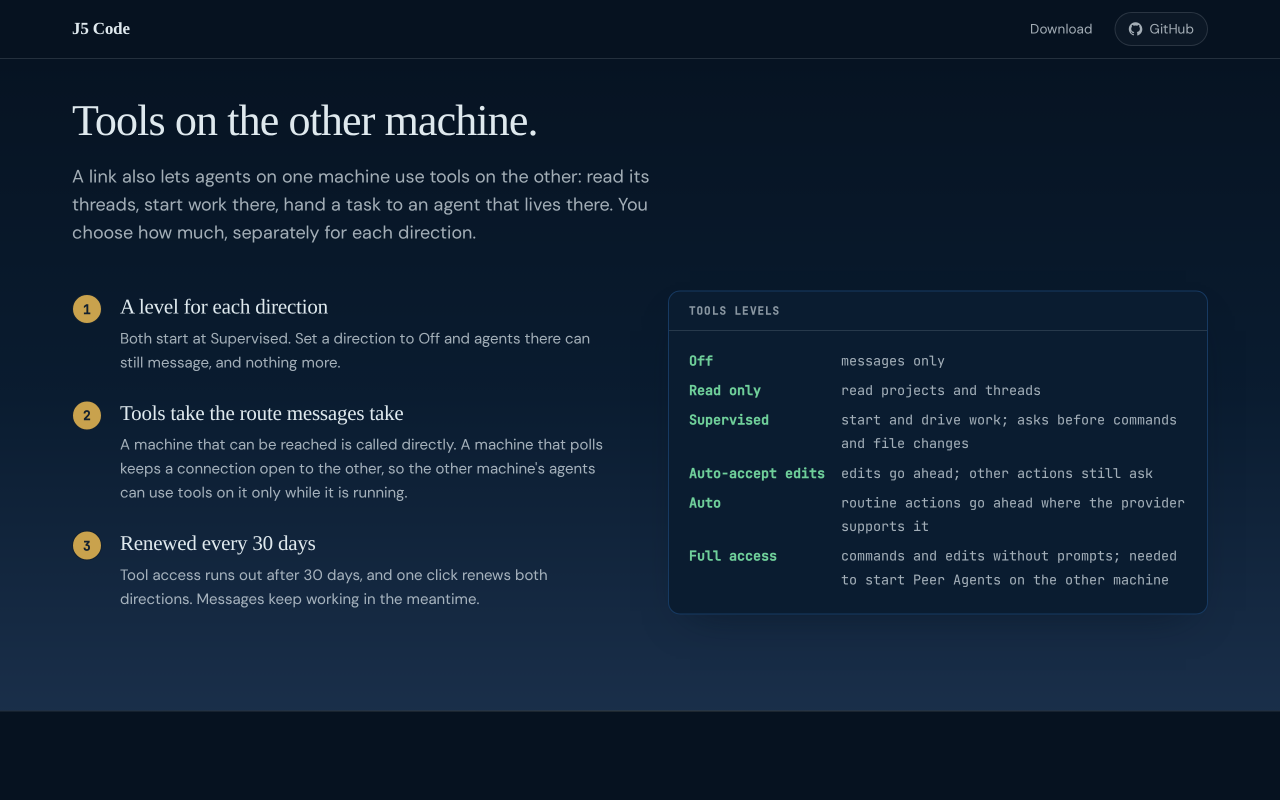 J5 Code
Download
GitHub
Tools on the other machine.
A link also lets agents on one machine use tools on the other: read its
threads, start work there, hand a task to an agent that lives there. You
choose how much, separately for each direction.
1
A level for each direction
Both start at Supervised. Set a direction to Off and agents there can
still message, and nothing more.
2
Tools take the route messages take
A machine that can be reached is called directly. A machine that polls
keeps a connection open to the other, so the other machine's agents
can use tools on it only while it is running.
3
Renewed every 30 days
Tool access runs out after 30 days, and one click renews both
directions. Messages keep working in the meantime.
TOOLS LEVELS
Off messages only
Read only read projects and threads
Supervised start and drive work; asks before commands
and file changes
Auto-accept edits edits go ahead; other actions still ask
Auto routine actions go ahead where the provider
supports it
Full access commands and edits without prompts; needed
to start Peer Agents on the other machine